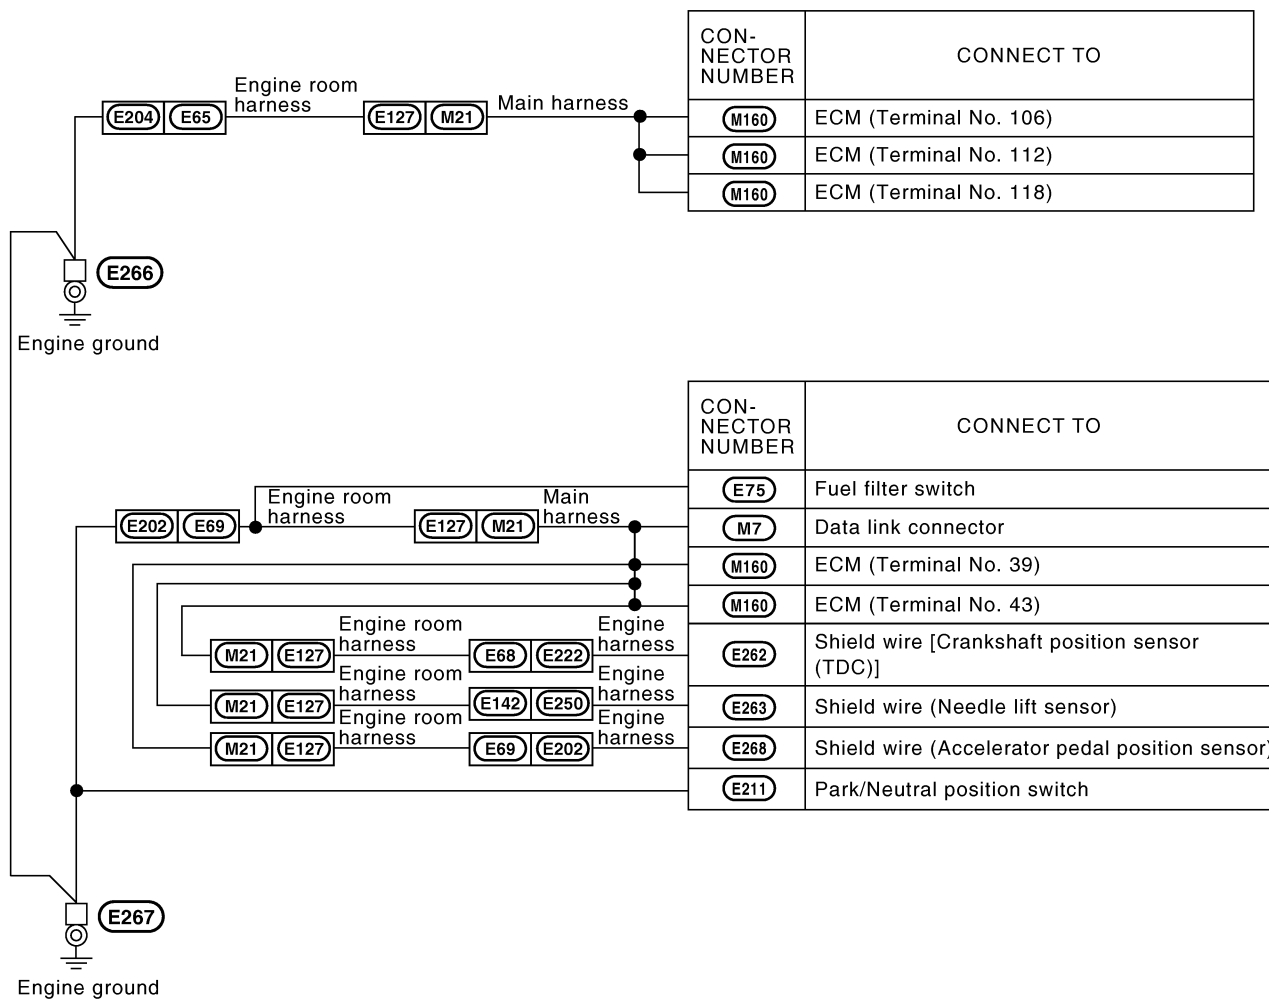 CON-
NECTOR
NUMBER
CONNECT TO
Engine room
harness
Main harness
E204 E65
E127 M21
M160 ECM (Terminal No. 106)
M160 ECM (Terminal No. 112)
M160 ECM (Terminal No. 118)
E266
Engine ground
CON-
NECTOR
NUMBER
CONNECT TO
E75 Fuel filter switch
Engine room
harness
Main
harness
E202 E69
E127 M21
M7 Data link connector
M160 ECM (Terminal No. 39)
M160 ECM (Terminal No. 43)
Engine room
harness
Engine
harness
M21 E127
E68 E222
E262 Shield wire [Crankshaft position sensor
(TDC)]
Engine room
harness
Engine
harness
M21 E127
E142 E250
E263 Shield wire (Needle lift sensor)
Engine room
harness
Engine
harness
M21 E127
E69 E202
E268 Shield wire (Accelerator pedal position sensor)
E211 Park/Neutral position switch
E267
Engine ground